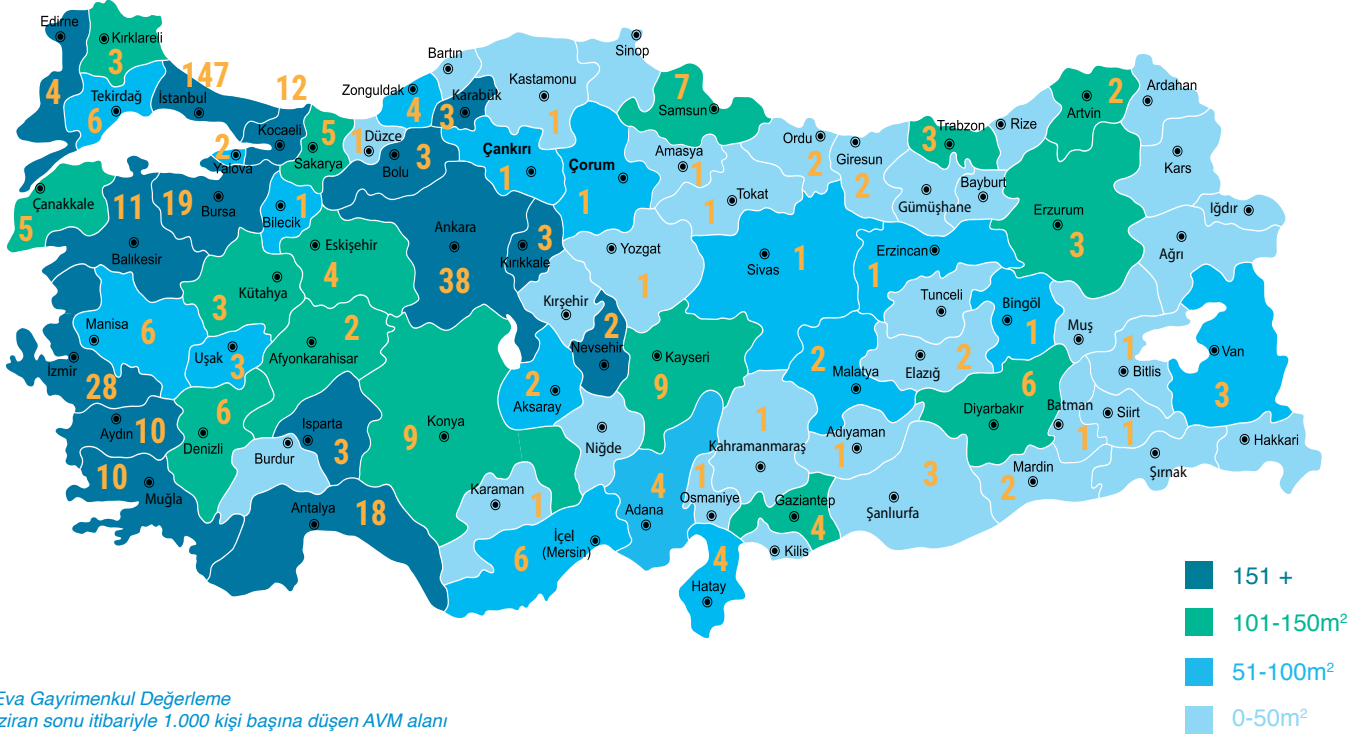 Edirne
4
Kırklareli
3
Tekirdağ
6
147
İstanbul
12
Kocaeli
2
Yalova
5
Sakarya
1
Düzce
3
Bolu
Zonguldak
4
Bartın
Karabük
3
Kastamonu
1
Sinop
7
Samsun
Çankırı
1
Çorum
1
Amasya
1
Tokat
1
Ordu
2
Giresun
2
Trabzon
3
Rize
Artvin
2
Ardahan
Kars
Gümüşhane
Bayburt
Erzurum
3
Iğdır
Ağrı
Çanakkale
5
11
Balıkesir
19
Bursa
1
Bilecik
Eskişehir
4
Kütahya
3
Ankara
38
3
Kırıkkale
Kırşehir
Yozgat
1
Sivas
1
Erzincan
1
Tunceli
Bingöl
1
Muş
1
Bitlis
Van
3
Manisa
6
İzmir
28
Uşak
3
2
Afyonkarahisar
2
Nevşehir
2
Aksaray
Kayseri
9
2
Malatya
Elazığ
2
6
Diyarbakır
Batman
1
Siirt
1
Hakkari
Şırnak
Mardin
2
Aydın
10
10
Muğla
6
Denizli
Burdur
Isparta
3
Antalya
18
9
Konya
Karaman
1
Niğde
İçel
(Mersin)
6
4
Adana
1
Osmaniye
1
Kahramanmaraş
Adıyaman
1
3
Şanlıurfa
Gaziantep
4
Kilis
4
Hatay
151 +
101-150m²
51-100m²
0-50m²
Eva Gayrimenkul Değerleme
ziran sonu itibariyle 1.000 kişi başına düşen AVM alanı